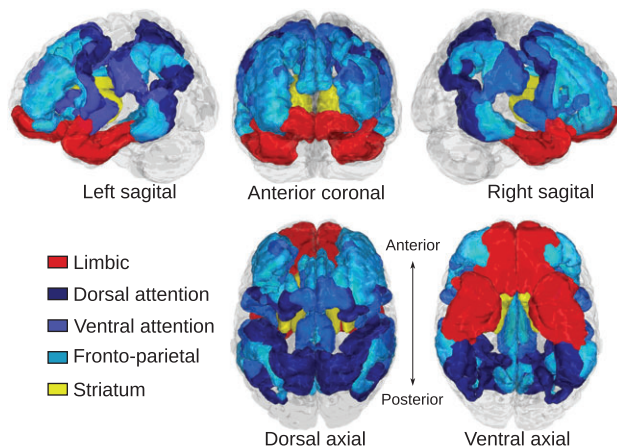 Left sagital
Anterior coronal
Right sagital
Limbic
Dorsal attention
Ventral attention
Fronto-parietal
Striatum
Anterior
Posterior
Dorsal axial
Ventral axial